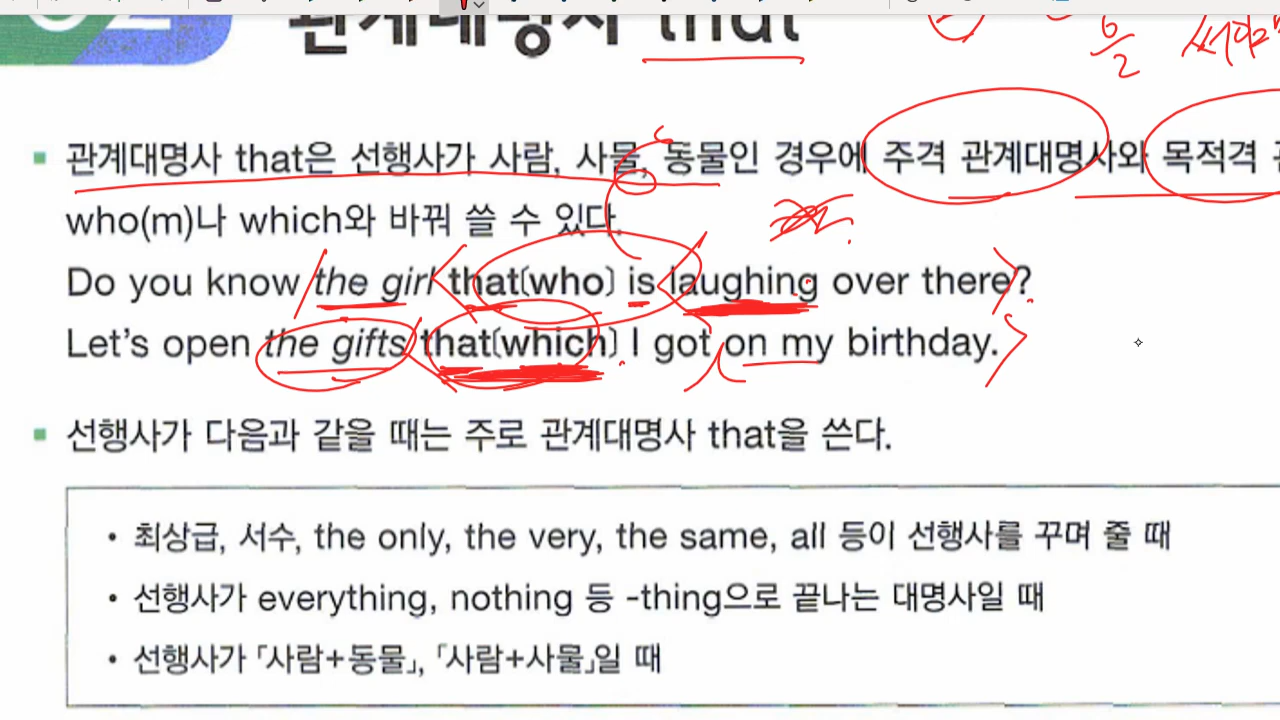 02 관계대명사 that
6/2 써야
관계대명사 that은 선행사가 사람, 사물, 동물인 경우에 주격 관계대명사와 목적격
who(m)나 which와 바꿔 쓸 수 있다.
Do you know the girl that(who) is laughing over there?
Let's open the gifts that(which) I got on my birthday.
선행사가 다음과 같을 때는 주로 관계대명사 that을 쓴다.
• 최상급, 서수, the only, the very, the same, all 등이 선행사를 꾸며 줄 때
• 선행사가 everything, nothing 등 -thing으로 끝나는 대명사일 때
• 선행사가 「사람+동물」, 「사람+사물」일 때